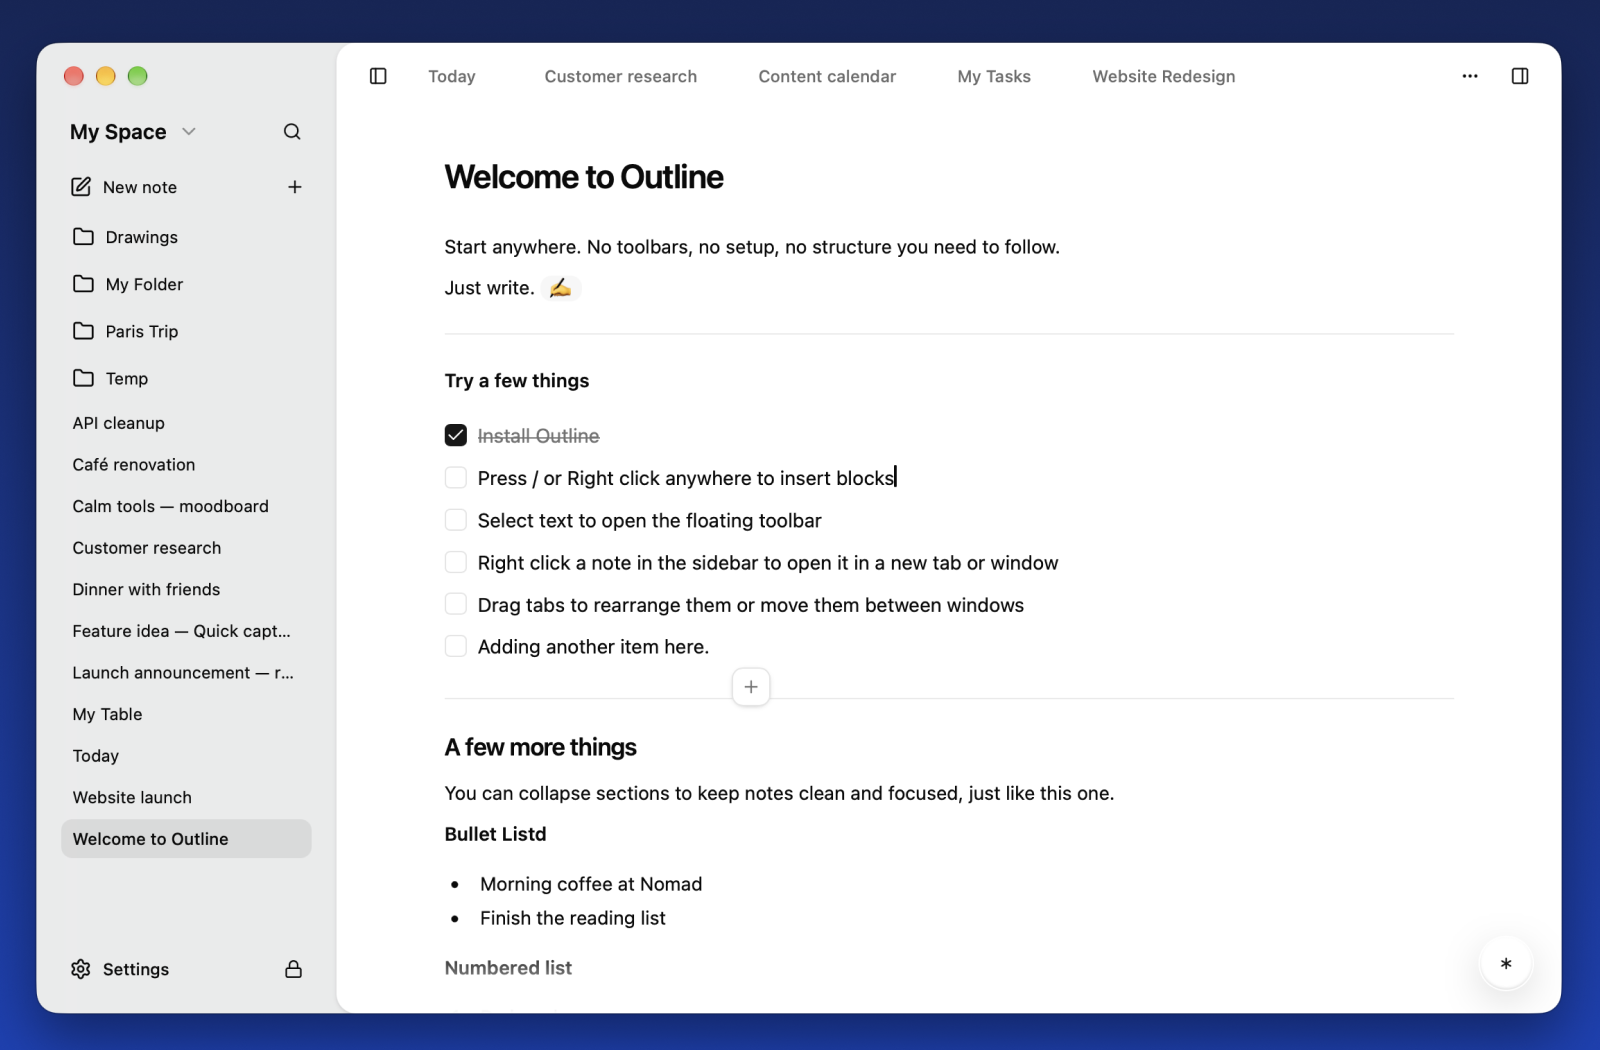 Today
Customer research
Content calendar
My Tasks
Website Redesign
My Space
New note
Drawings
My Folder
Paris Trip
Temp
API cleanup
Café renovation
Calm tools — moodboard
Customer research
Dinner with friends
Feature idea — Quick capt...
Launch announcement — r...
My Table
Today
Website launch
Welcome to Outline
Settings
Welcome to Outline
Start anywhere. No toolbars, no setup, no structure you need to follow.
Just write. ✍️
Try a few things
Install Outline
Press / or Right click anywhere to insert blocks
Select text to open the floating toolbar
Right click a note in the sidebar to open it in a new tab or window
Drag tabs to rearrange them or move them between windows
Adding another item here.
A few more things
You can collapse sections to keep notes clean and focused, just like this one.
Bullet Listd
• Morning coffee at Nomad
• Finish the reading list
Numbered list